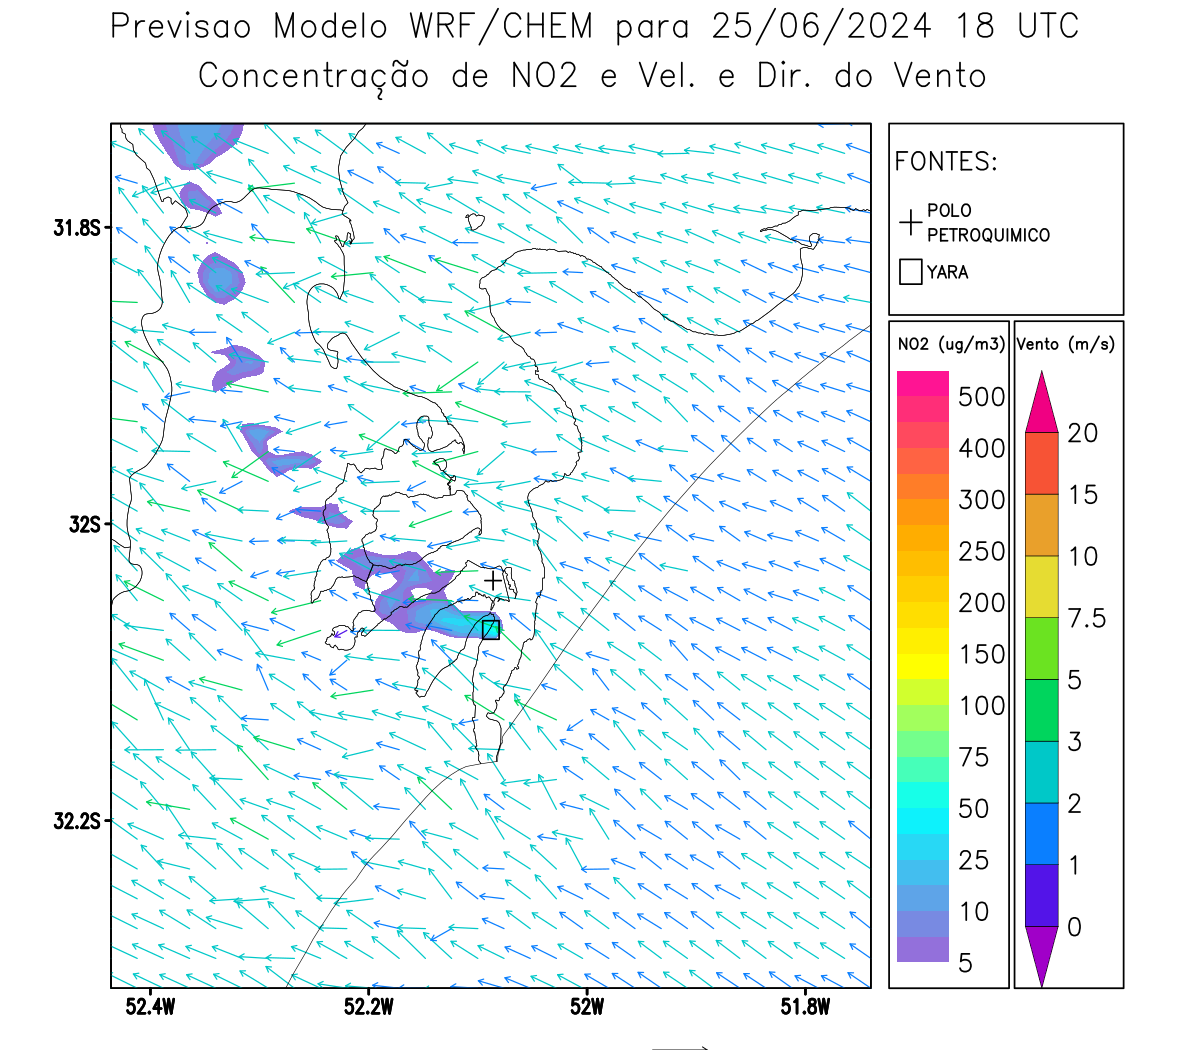 Previsao Modelo WRF/CHEM para 25/06/2024 18 UTC
Concentração de NO2 e Vel. e Dir. do Vento
FONTES:
POLO
PETROQUIMICO
YARA
NO2 (ug/m3)
500
400
300
250
200
150
100
75
50
25
10
5
Vento (m/s)
20
15
10
7.5
5
3
2
1
0
31.8S
32S
32.2S
52.4W
52.2W
52W
51.8W